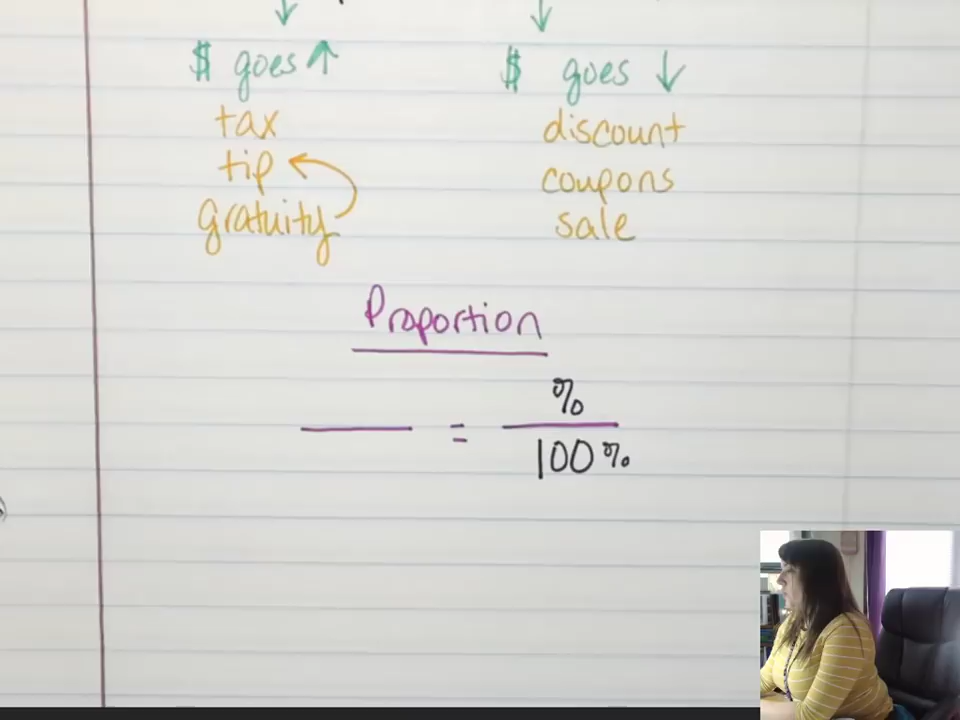 $ goes ↑
tax
tip
gratuity
$ goes ↓
discount
coupons
sale
Proportion
= %
100%